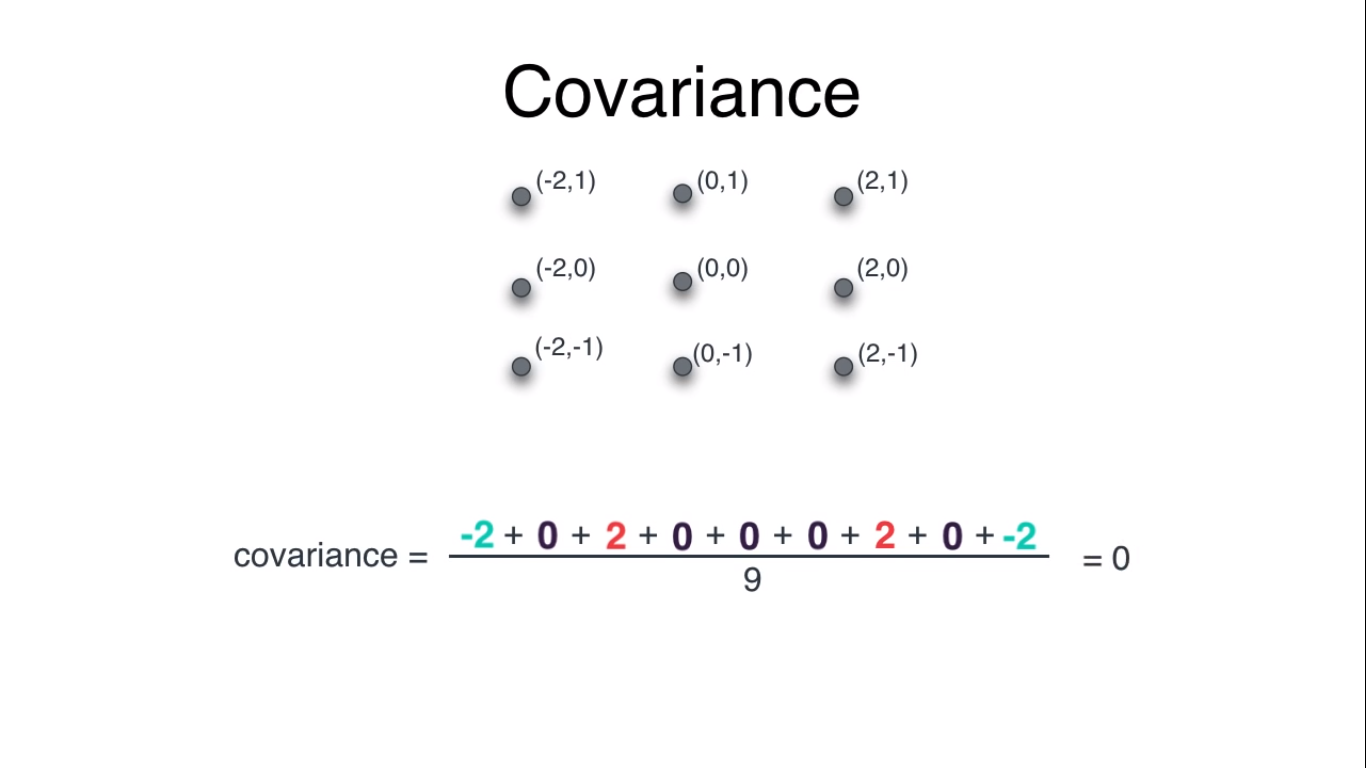 Covariance
(-2,1) (0,1) (2,1)
(-2,0) (0,0) (2,0)
(-2,-1) (0,-1) (2,-1)
-2 + 0 + 2 + 0 + 0 + 0 + 2 + 0 + -2
covariance = = 0
9